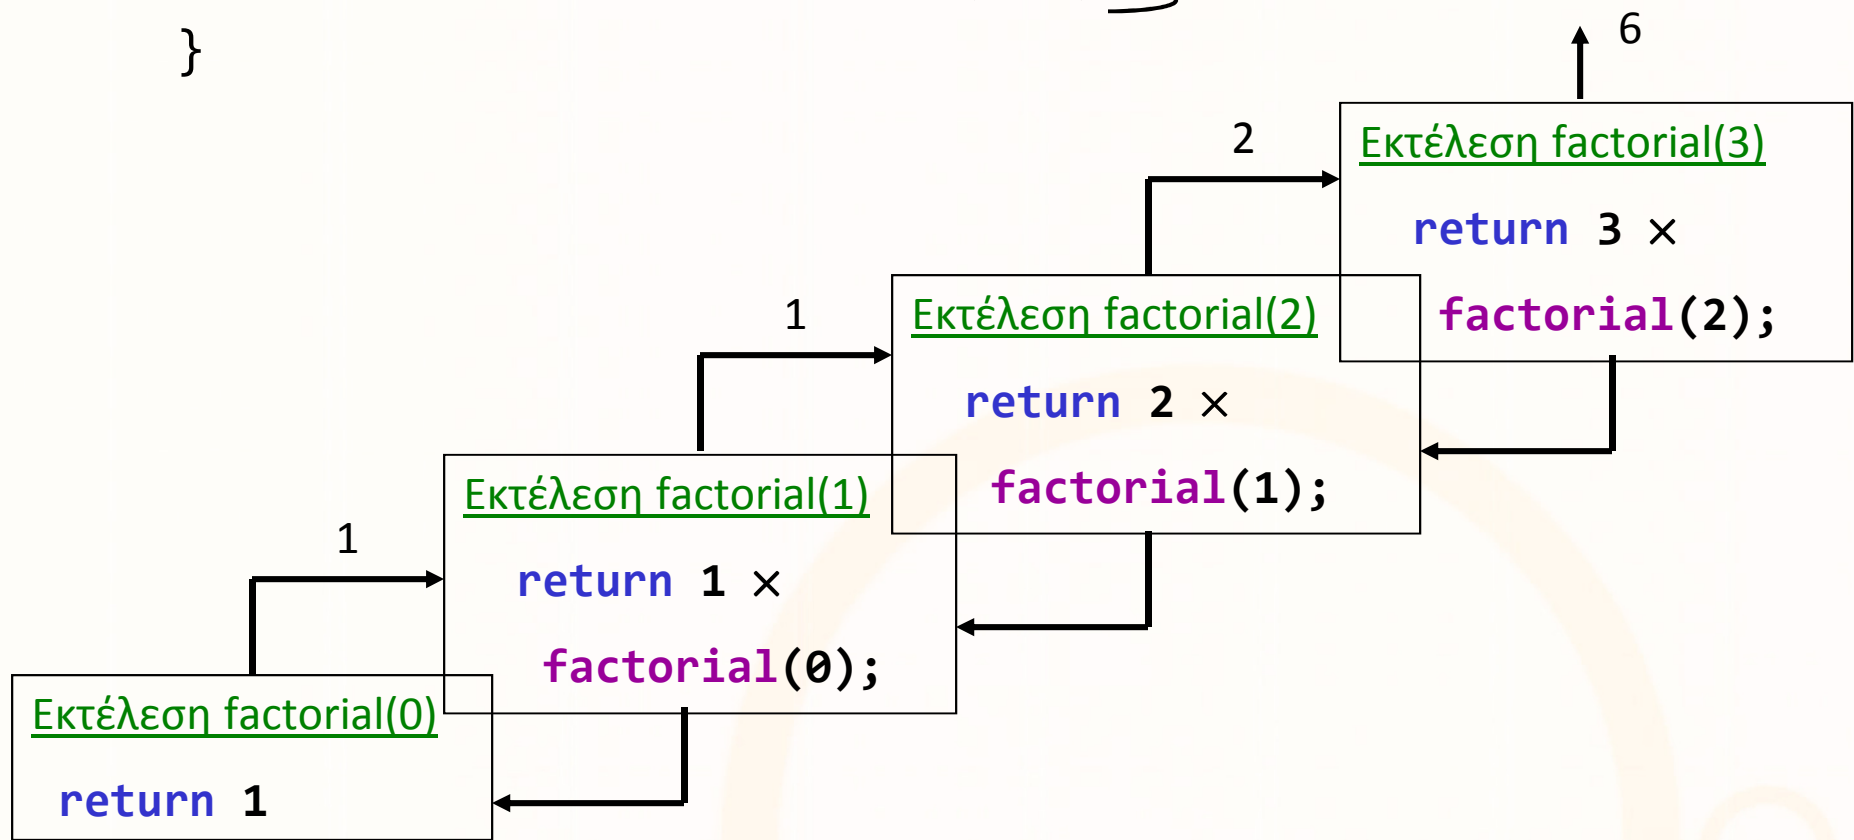 }
6
Εκτέλεση factorial(3)
return 3 ×
factorial(2);
2
Εκτέλεση factorial(2)
return 2 ×
factorial(1);
1
Εκτέλεση factorial(1)
return 1 ×
factorial(0);
1
Εκτέλεση factorial(0)
return 1